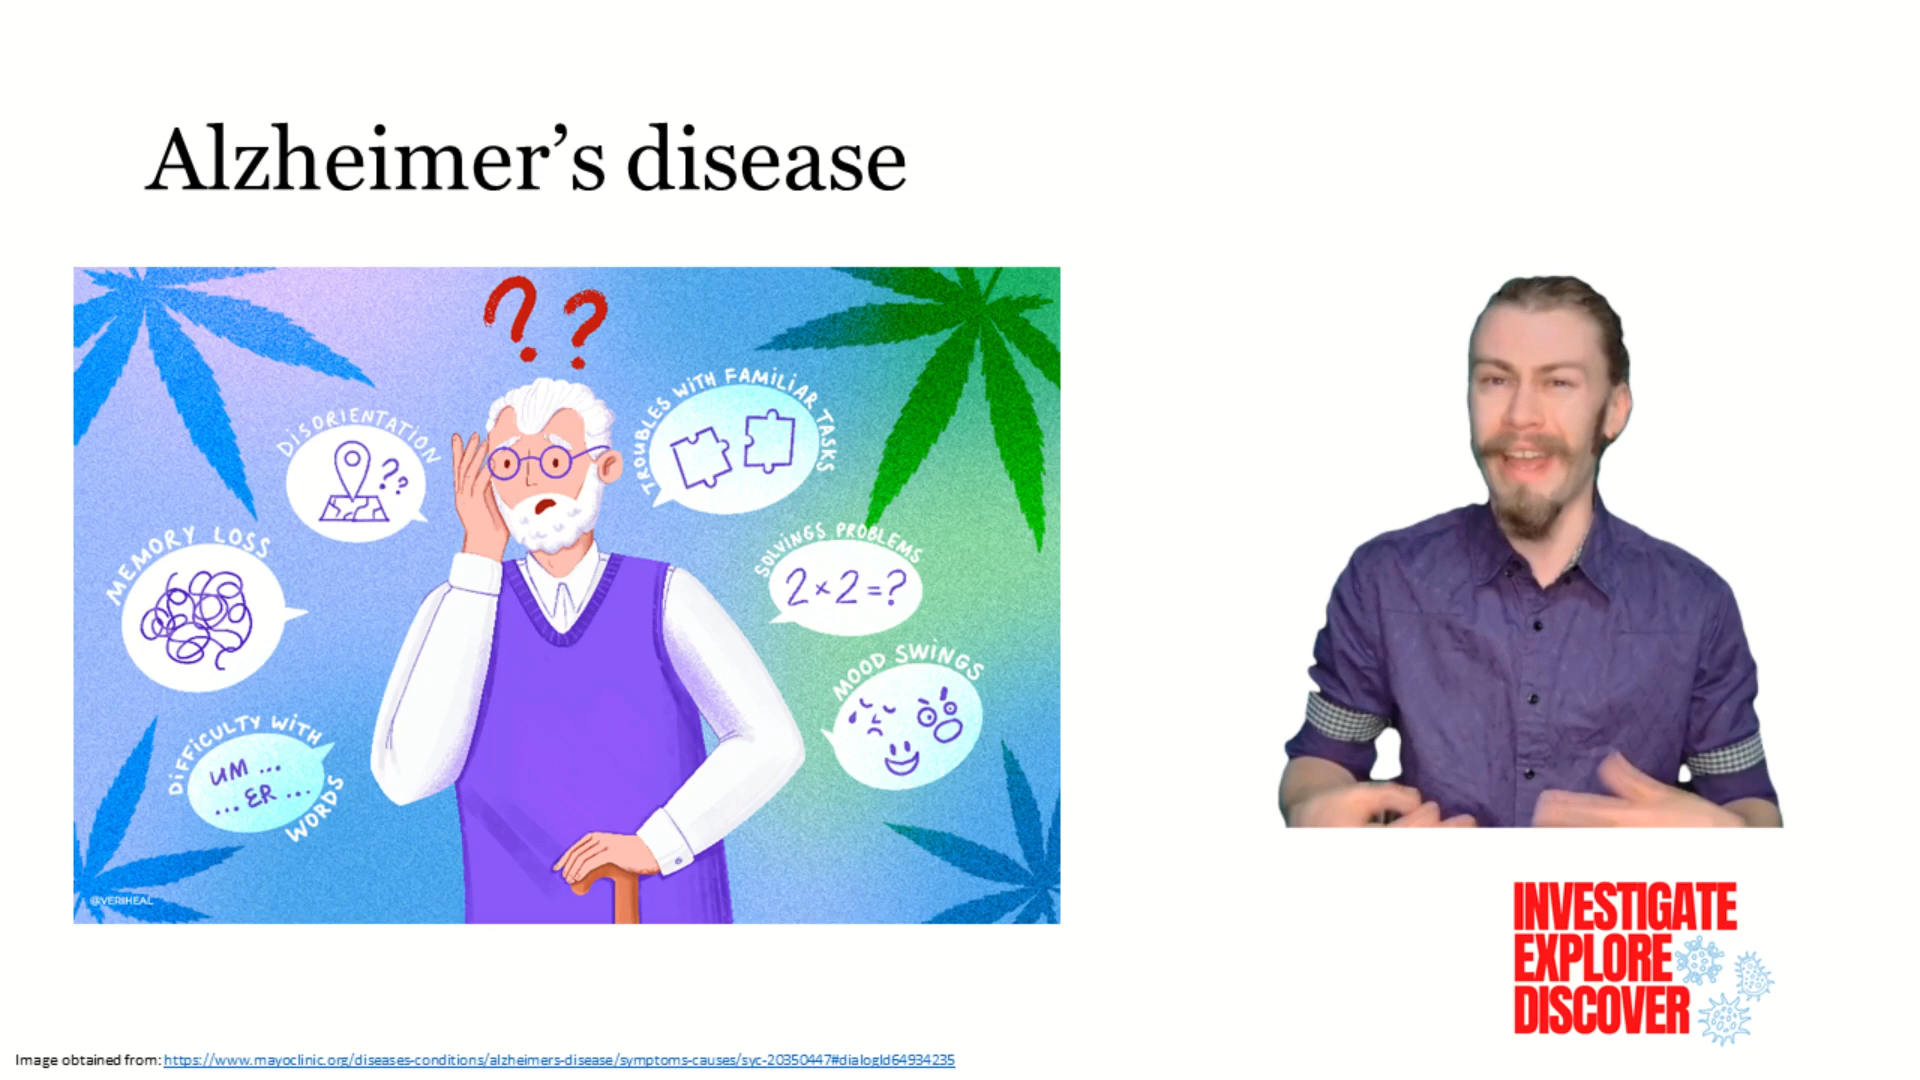 Alzheimer’s disease
??
DISORIENTATION
??
TROUBLES WITH FAMILIAR TASKS
MEMORY LOSS
SOLVINGS PROBLEMS
2×2=?
MOOD SWINGS
DIFFICULTY WITH WORDS
UM ...
... ER ...
@VERIHEAL
INVESTIGATE
EXPLORE
DISCOVER
Image obtained from: https://www.mayoclinic.org/diseases-conditions/alzheimers-disease/symptoms-causes/syc-20350447#dialogId64934235